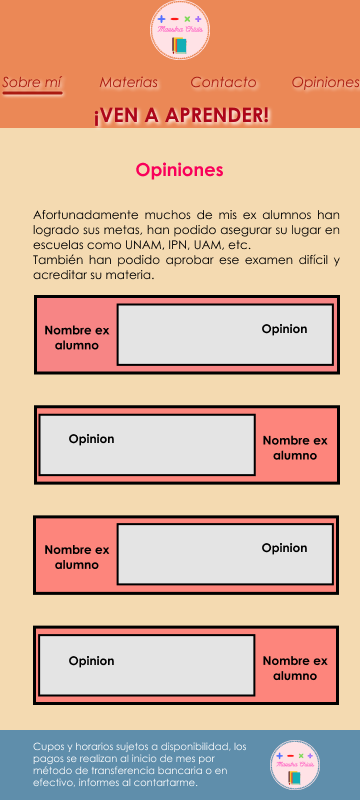 Maestra Chois
Sobre mí Materias Contacto Opiniones
¡VEN A APRENDER!
Opiniones
Afortunadamente muchos de mis ex alumnos han
logrado sus metas, han podido asegurar su lugar en
escuelas como UNAM, IPN, UAM, etc.
También han podido aprobar ese examen difícil y
acreditar su materia.
Nombre ex
alumno
Opinion
Opinion
Nombre ex
alumno
Nombre ex
alumno
Opinion
Opinion
Nombre ex
alumno
Cupos y horarios sujetos a disponibilidad, los
pagos se realizan al inicio de mes por
método de transferencia bancaria o en
efectivo, informes al contartarme.
Maestra Chois